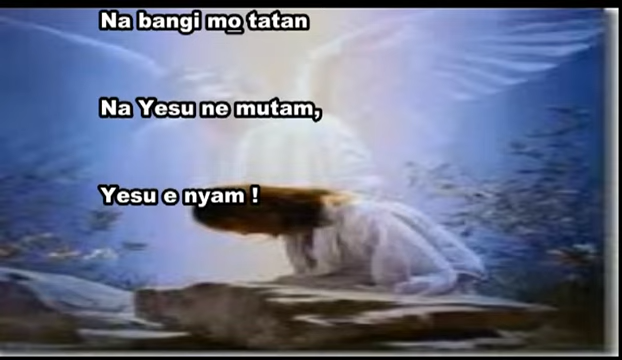 Na bangi mo̱ tatan
Na Yesu ne mutam,
Yesu e nyam !